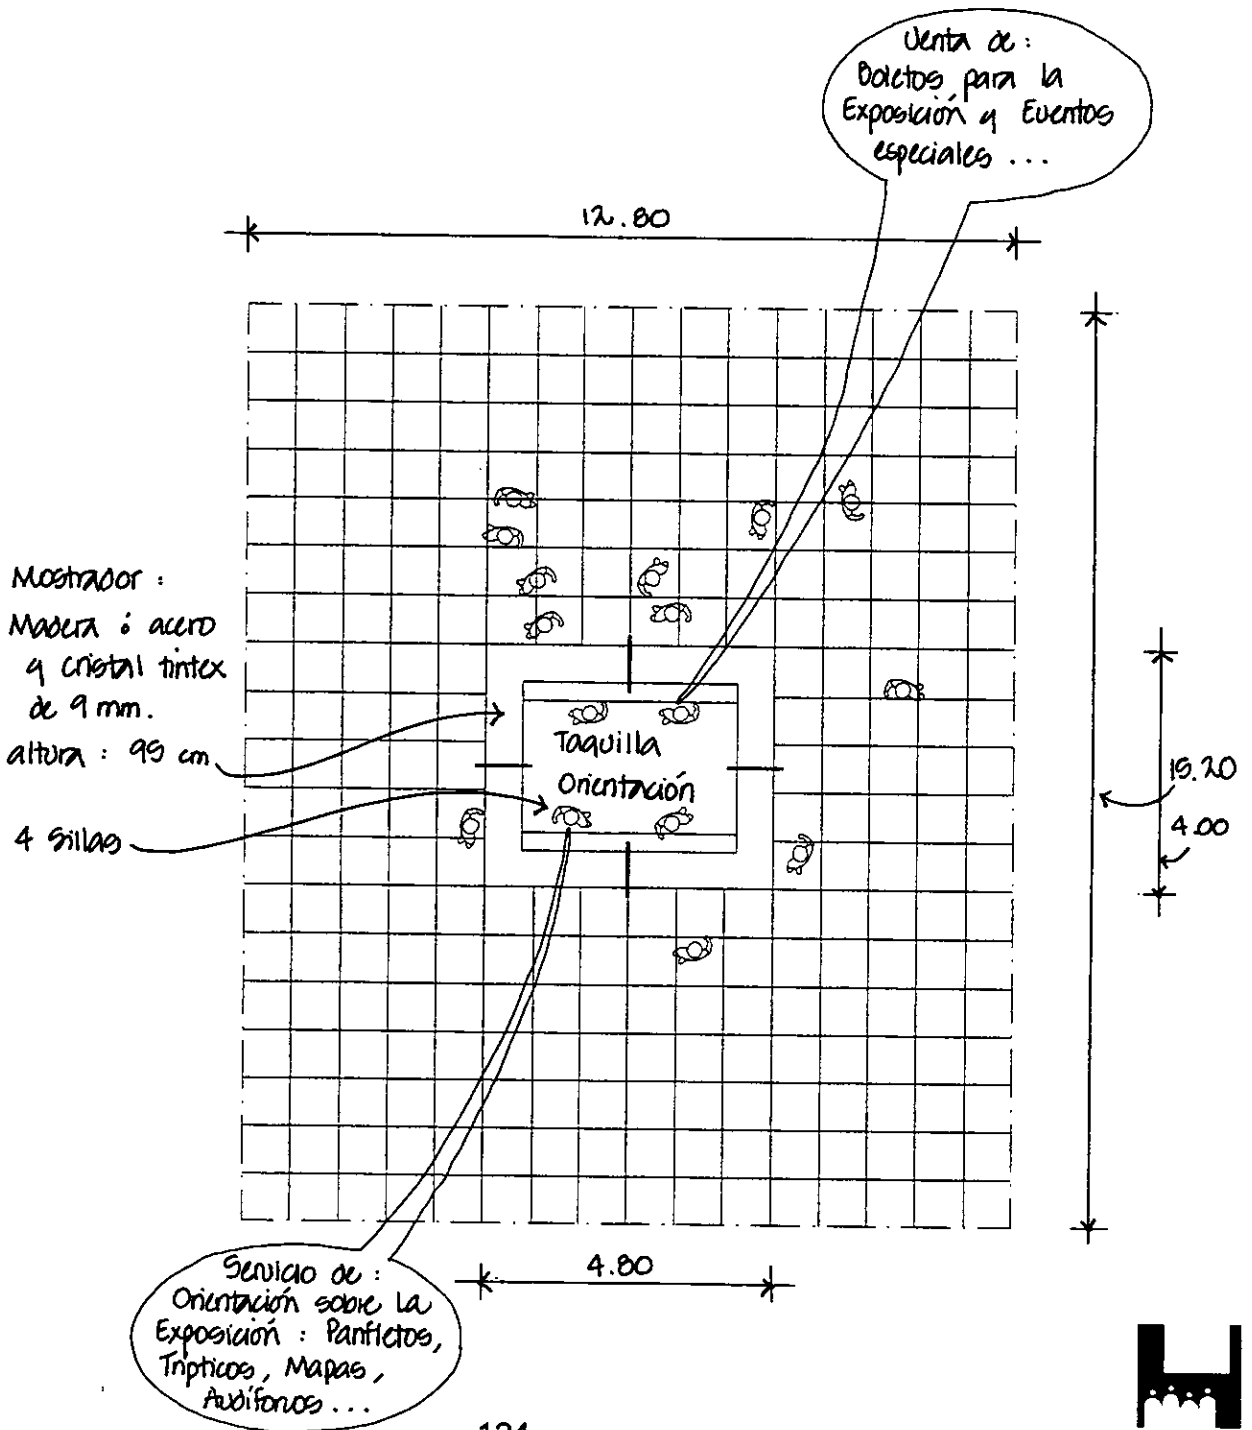 Venta de :
Boletos para la
Exposición y Eventos
especiales ...
12.80
Mostrador :
Madera ó acero
y cristal tintex
de 9 mm.
altura : 95 cm
4 sillas
Taquilla
Orientación
15.20
4.00
4.80
Servicio de :
Orientación sobre la
Exposición : Panfletos,
Trípticos, Mapas,
Audífonos ...